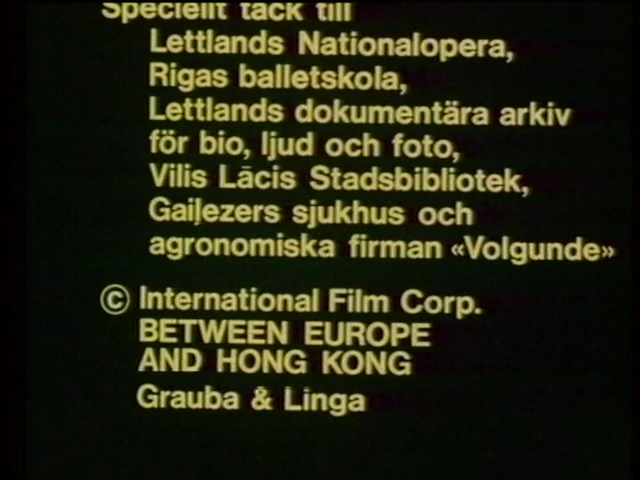 Speciellt tack till
Lettlands Nationalopera,
Rigas balletskola,
Lettlands dokumentära arkiv
för bio, ljud och foto,
Vilis Lācis Stadsbibliotek,
Gaiļezers sjukhus och
agronomiska firman «Volgunde»
© International Film Corp.
BETWEEN EUROPE
AND HONG KONG
Grauba & Linga